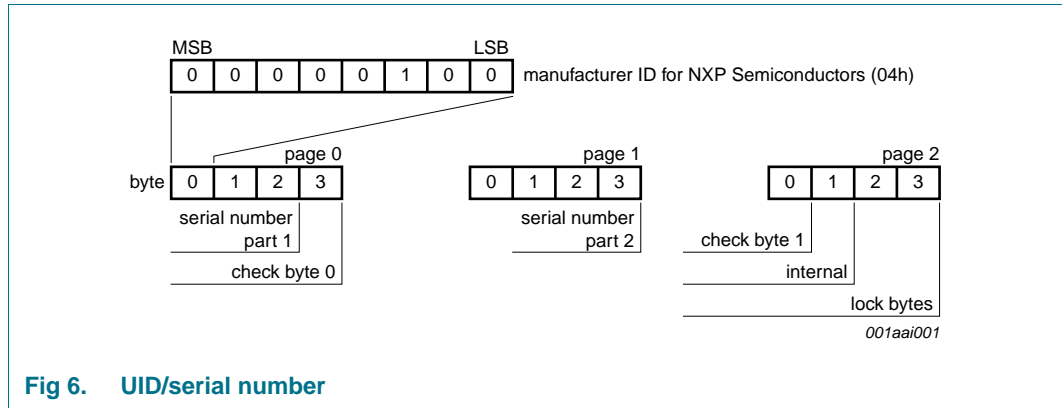 MSB LSB
0 0 0 0 0 1 0 0 manufacturer ID for NXP Semiconductors (04h)
page 0 page 1 page 2
byte 0 1 2 3 0 1 2 3 0 1 2 3
serial number serial number
part 1 part 2 check byte 1
check byte 0 internal
lock bytes
001aai001
Fig 6. UID/serial number